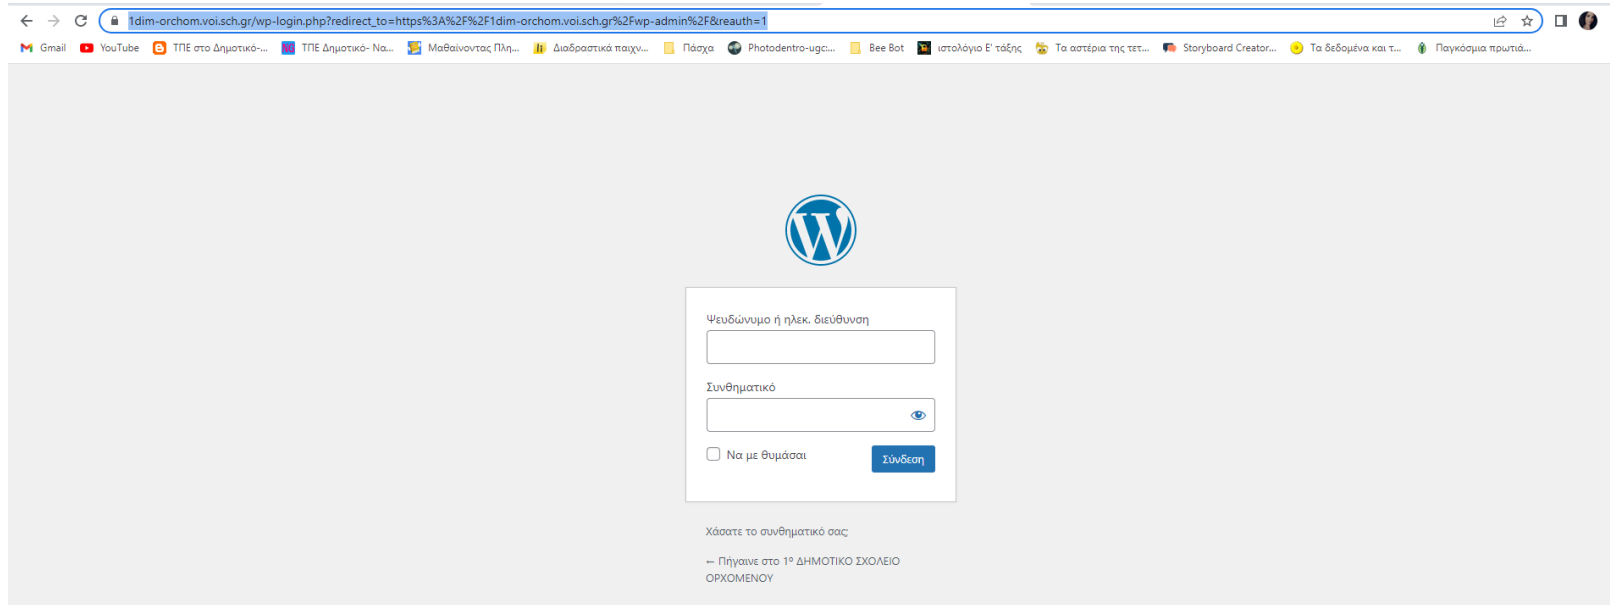 1dim-orchom.voi.sch.gr/wp-login.php?redirect_to=https%3A%2F%2F1dim-orchom.voi.sch.gr%2Fwp-admin%2F&reauth=1
Gmail YouTube ΤΠΕ στο Δημοτικό-... ΤΠΕ Δημοτικό- Να... Μαθαίνοντας Πλη... Διαδραστικά παιχν... Πάσχα Photodentro-ugc:... Bee Bot ιστολόγιο Ε' τάξης Τα αστέρια της τετ... Storyboard Creator... Τα δεδομένα και τ... Παγκόσμια πρωτιά...
Ψευδώνυμο ή ηλεκ. διεύθυνση
Συνθηματικό
Να με θυμάσαι Σύνδεση
Χάσατε το συνθηματικό σας;
← Πήγαινε στο 1º ΔΗΜΟΤΙΚΟ ΣΧΟΛΕΙΟ
ΟΡΧΟΜΕΝΟΥ